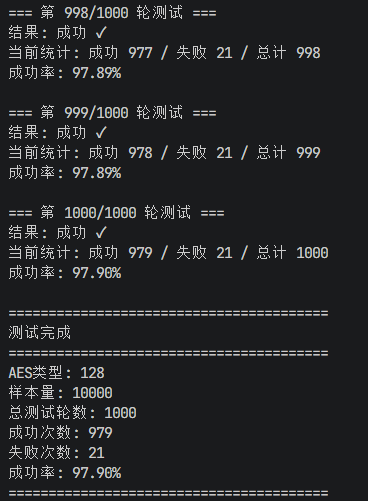 === 第 998/1000 轮测试 ===
结果: 成功 ✓
当前统计: 成功 977 / 失败 21 / 总计 998
成功率: 97.89%
=== 第 999/1000 轮测试 ===
结果: 成功 ✓
当前统计: 成功 978 / 失败 21 / 总计 999
成功率: 97.89%
=== 第 1000/1000 轮测试 ===
结果: 成功 ✓
当前统计: 成功 979 / 失败 21 / 总计 1000
成功率: 97.90%
========================================
测试完成
========================================
AES类型: 128
样本量: 10000
总测试轮数: 1000
成功次数: 979
失败次数: 21
成功率: 97.90%
========================================